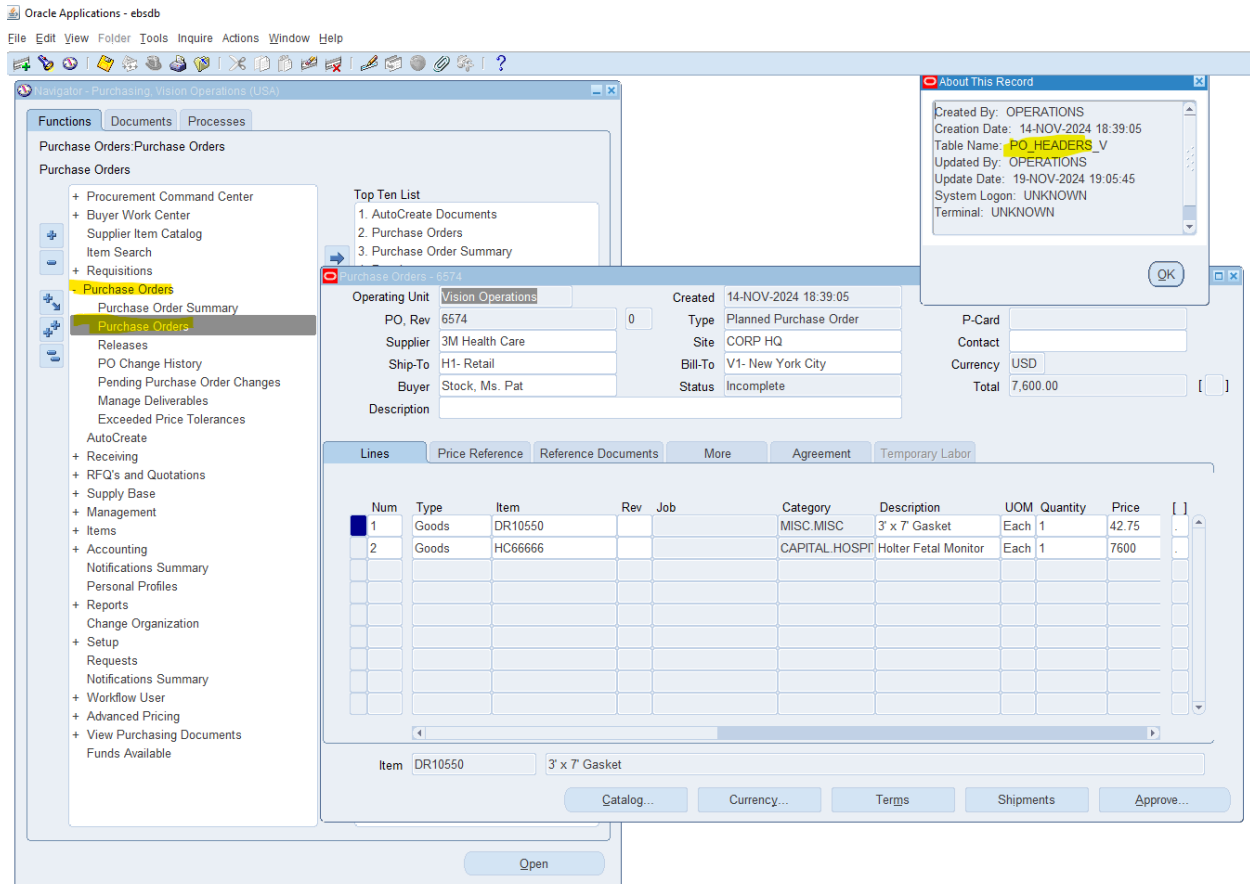 Oracle Applications - ebsdb
File Edit View Folder Tools Inquire Actions Window Help
Navigator - Purchasing, Vision Operations (USA)
Functions Documents Processes
Purchase Orders:Purchase Orders
Purchase Orders
+ Procurement Command Center
+ Buyer Work Center
Supplier Item Catalog
Item Search
+ Requisitions
- Purchase Orders
Purchase Order Summary
Purchase Orders
Releases
PO Change History
Pending Purchase Order Changes
Manage Deliverables
Exceeded Price Tolerances
AutoCreate
+ Receiving
+ RFQ's and Quotations
+ Supply Base
+ Management
+ Items
+ Accounting
Notifications Summary
Personal Profiles
+ Reports
Change Organization
+ Setup
Requests
Notifications Summary
+ Workflow User
+ Advanced Pricing
+ View Purchasing Documents
Funds Available
Top Ten List
1. AutoCreate Documents
2. Purchase Orders
3. Purchase Order Summary
Open
About This Record
Created By: OPERATIONS
Creation Date: 14-NOV-2024 18:39:05
Table Name: PO_HEADERS_V
Updated By: OPERATIONS
Update Date: 19-NOV-2024 19:05:45
System Logon: UNKNOWN
Terminal: UNKNOWN
OK
Purchase Orders - 6574
Operating Unit Vision Operations Created 14-NOV-2024 18:39:05
PO, Rev 6574 0 Type Planned Purchase Order P-Card
Supplier 3M Health Care Site CORP HQ Contact
Ship-To H1- Retail Bill-To V1- New York City Currency USD
Buyer Stock, Ms. Pat Status Incomplete Total 7,600.00 [ ]
Description
Lines Price Reference Reference Documents More Agreement Temporary Labor
Num Type Item Rev Job Category Description UOM Quantity Price [ ]
1 Goods DR10550 MISC.MISC 3' x 7' Gasket Each 1 42.75 .
2 Goods HC66666 CAPITAL.HOSPIT Holter Fetal Monitor Each 1 7600 .
Item DR10550 3' x 7' Gasket
Catalog... Currency... Terms Shipments Approve...